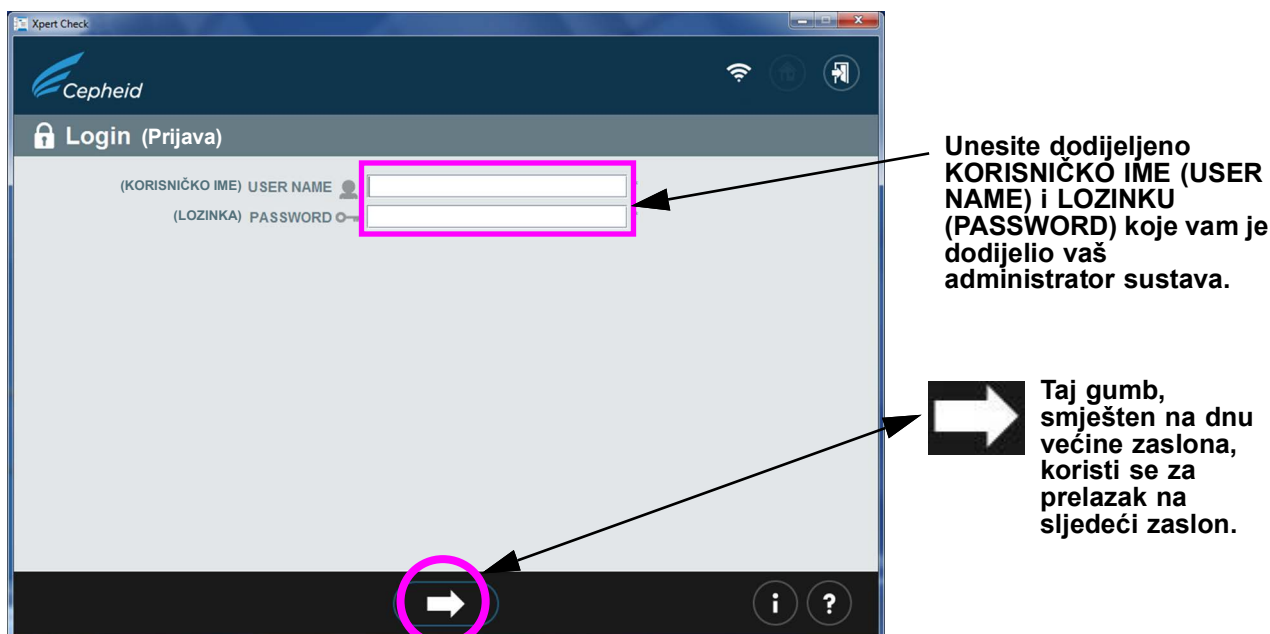 Xpert Check
Cepheid
Login (Prijava)
(KORISNIČKO IME) USER NAME
(LOZINKA) PASSWORD
Unesite dodijeljeno
KORISNIČKO IME (USER
NAME) i LOZINKU
(PASSWORD) koje vam je
dodijelio vaš
administrator sustava.
Taj gumb,
smješten na dnu
većine zaslona,
koristi se za
prelazak na
sljedeći zaslon.
i ?